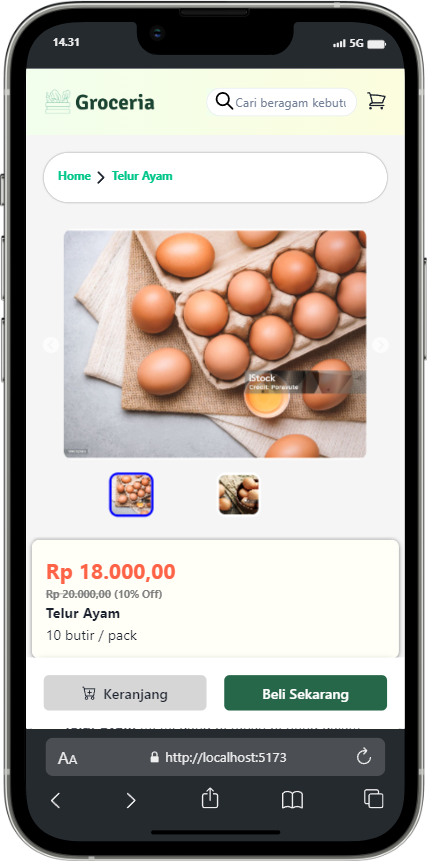 14.31
5G
Groceria
Cari beragam kebutu
Home
Telur Ayam
iStock
Credit: Poravute
Rp 18.000,00
Rp 20.000,00 (10% Off)
Telur Ayam
10 butir / pack
Keranjang
Beli Sekarang
AA
http://localhost:5173